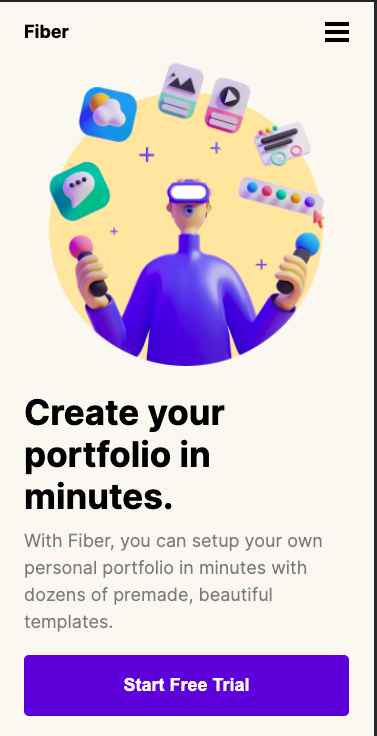 Fiber
Create your
portfolio in
minutes.
With Fiber, you can setup your own
personal portfolio in minutes with
dozens of premade, beautiful
templates.
Start Free Trial